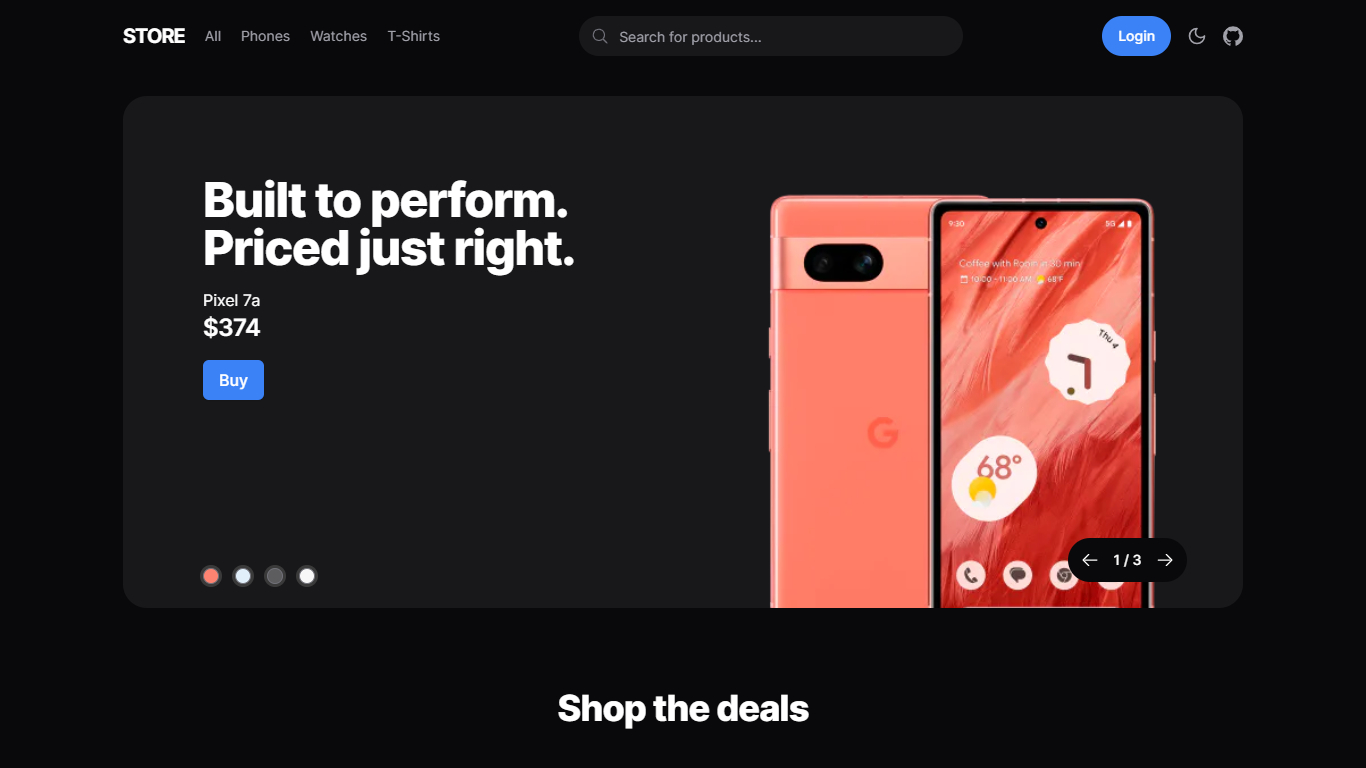 STORE
All
Phones
Watches
T-Shirts
Search for products...
Login
Built to perform.
Priced just right.
Pixel 7a
$374
Buy
9:30
5G
Coffee with Robin in 30 min
10:00 - 11:00 AM
68°F
Thu 4
68°
1 / 3
Shop the deals